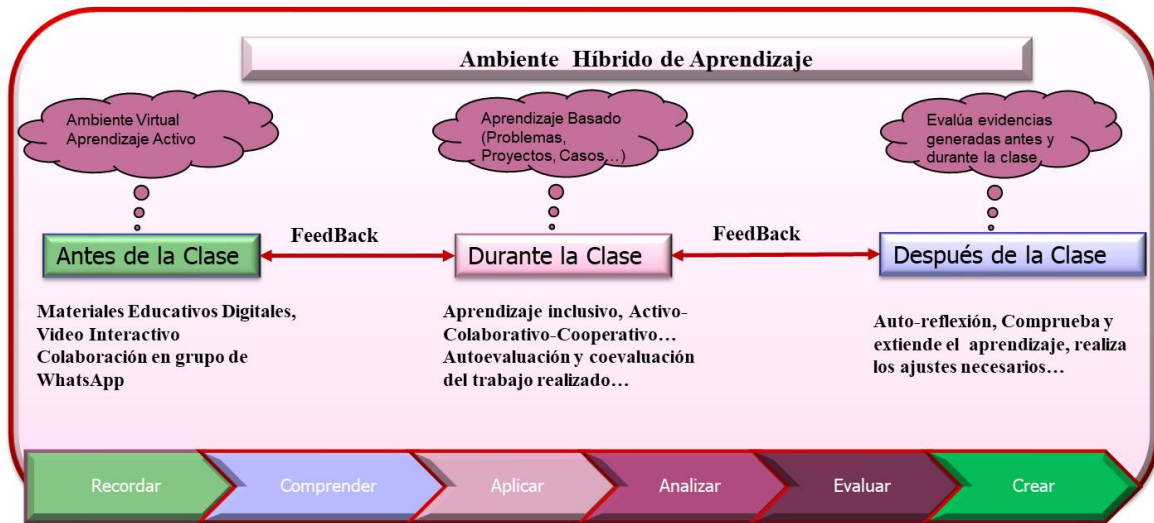 Ambiente Híbrido de Aprendizaje
Ambiente Virtual
Aprendizaje Activo
Aprendizaje Basado
(Problemas,
Proyectos, Casos...)
Evalúa evidencias
generadas antes y
durante la clase
Antes de la Clase
FeedBack
Durante la Clase
FeedBack
Después de la Clase
Materiales Educativos Digitales,
Video Interactivo
Colaboración en grupo de
WhatsApp
Aprendizaje inclusivo, Activo-
Colaborativo-Cooperativo...
Autoevaluación y coevaluación
del trabajo realizado...
Auto-reflexión, Comprueba y
extiende el aprendizaje, realiza
los ajustes necesarios...
Recordar
Comprender
Aplicar
Analizar
Evaluar
Crear